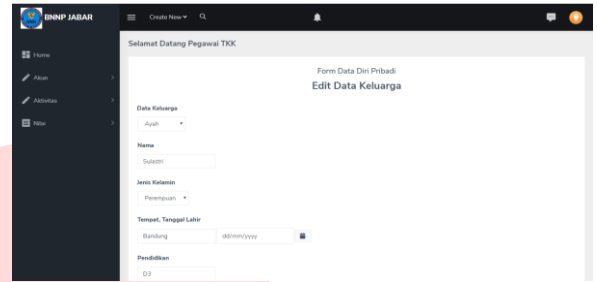 BNNP JABAR
Create New
Selamat Datang Pegawai TKK
Home
Akun
Aktivitas
Nilai
Form Data Diri Pribadi
Edit Data Keluarga
Data Keluarga
Ayah
Nama
Sulastri
Jenis Kelamin
Perempuan
Tempat, Tanggal Lahir
Bandung dd/mm/yyyy
Pendidikan
D3